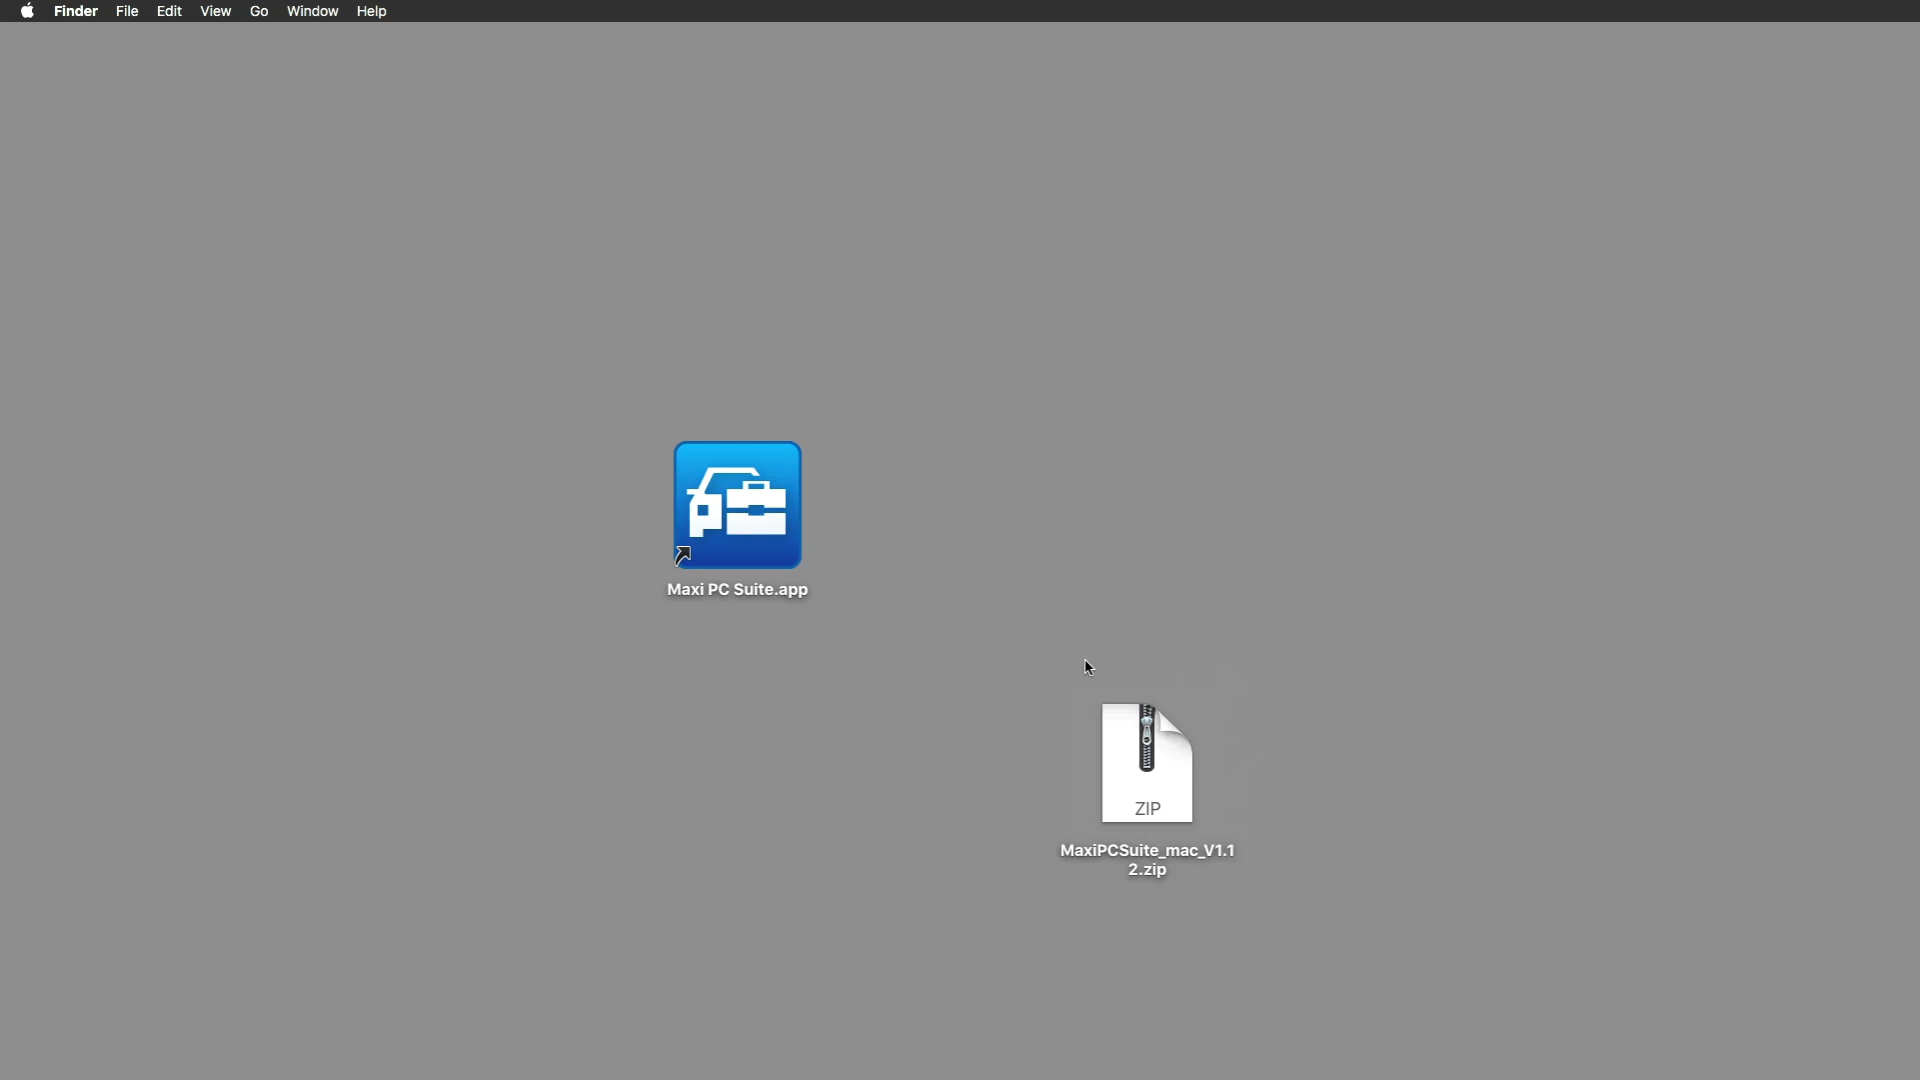 Finder File Edit View Go Window Help
Maxi PC Suite.app
ZIP
MaxiPCSuite_mac_V1.1
2.zip